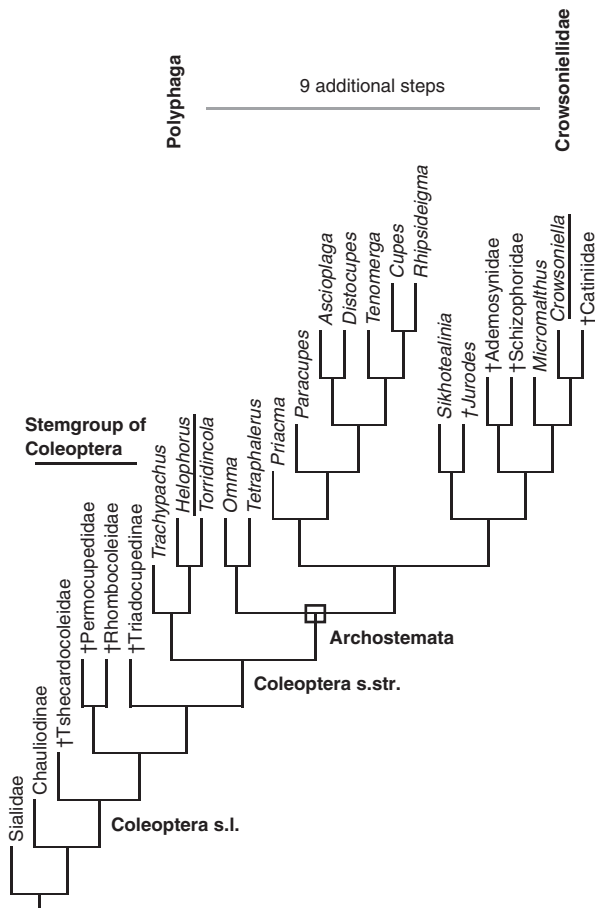 Polyphaga
9 additional steps
Crowsoniellidae
Stemgroup of
Coleoptera
Sialidae
Chauliodinae
†Tshecardocoleidae
†Permocupedidae
†Rhombocoleidae
†Triadocupedinae
Trachypachus
Helophorus
Torridincola
Omma
Tetraphalerus
Priacma
Paracupes
Ascioplaga
Distocupes
Tenomerga
Cupes
Rhipsideigma
Sikhotealinia
†Jurodes
†Ademosynidae
†Schizophoridae
Micromalthus
Crowsoniella
†Catiniidae
Archostemata
Coleoptera s.str.
Coleoptera s.l.